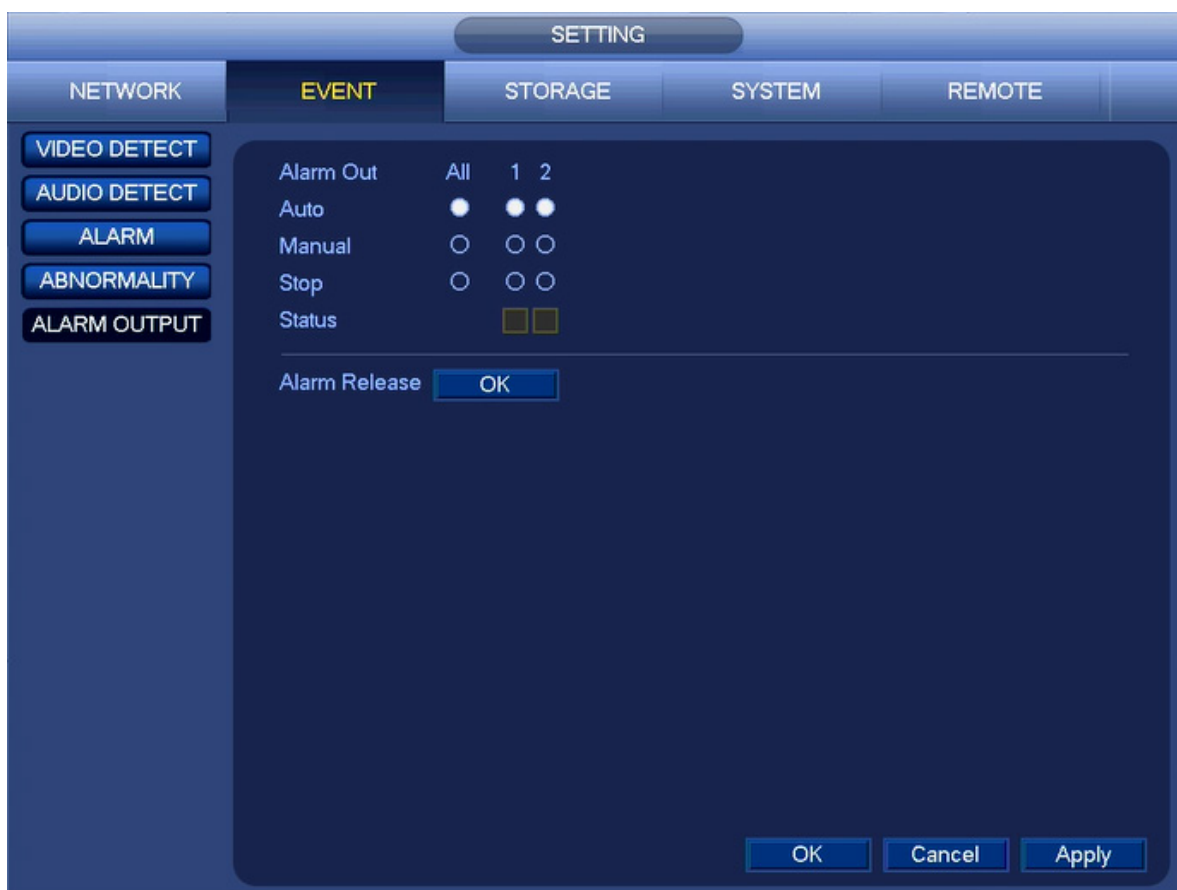 SETTING
NETWORK EVENT STORAGE SYSTEM REMOTE
VIDEO DETECT
AUDIO DETECT
ALARM
ABNORMALITY
ALARM OUTPUT
Alarm Out All 1 2
Auto
Manual
Stop
Status
Alarm Release OK
OK Cancel Apply